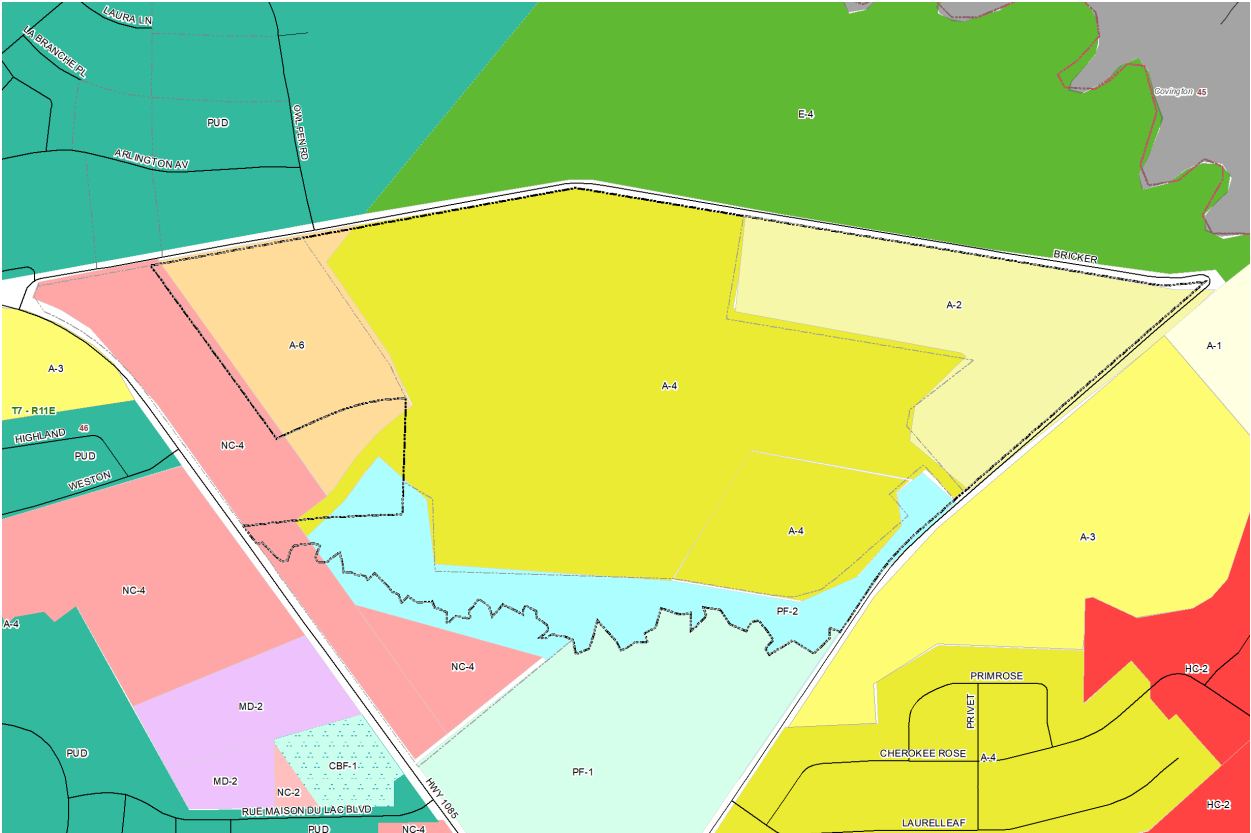 LAURA LN
LA BRANCHE PL
OWL PEN RD
PUD
ARLINGTON AV
E-4
Covington 45
BRICKER
A-2
A-1
A-6
A-3
A-4
T7 - R11E
46
HIGHLAND
PUD
WESTON
NC-4
A-4
A-3
NC-4
PF-2
A-4
NC-4
HC-2
PRIMROSE
PRIVET
MD-2
PUD
CHEROKEE ROSE
A-4
CBF-1
PF-1
MD-2
NC-2
HWY 1085
HC-2
RUE MAISON DU LAC BLVD
LAURELLEAF
PUD
NC-4